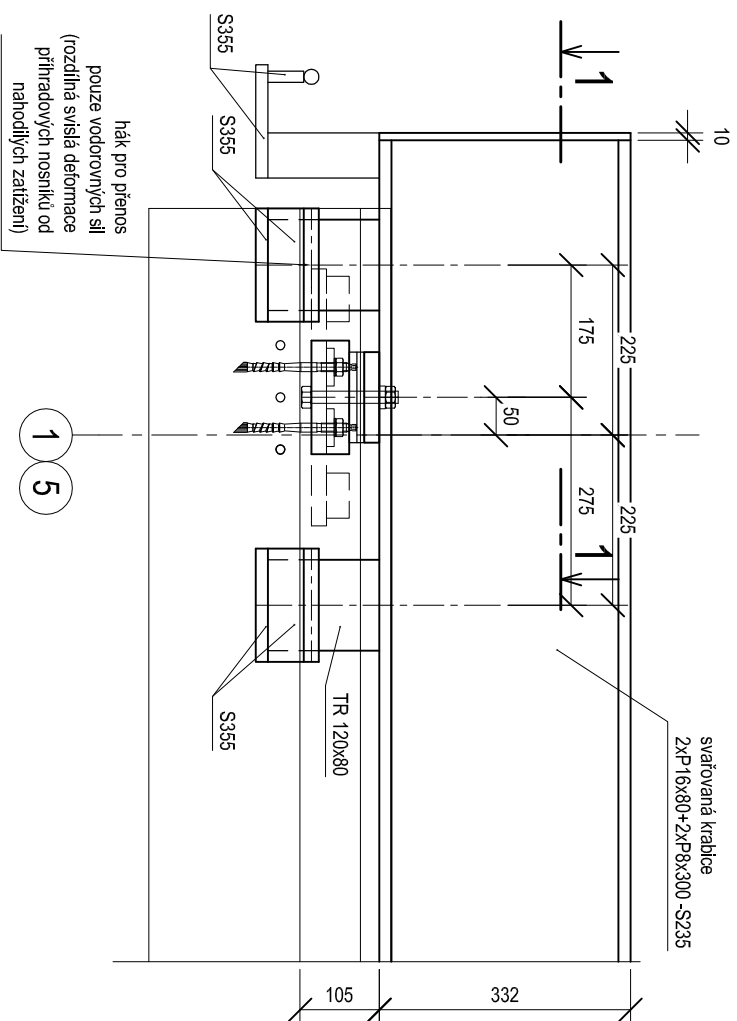 10
1
1
225
225
175
275
50
332
105
svařovaná krabice
2xP16x80+2xP8x300 -S235
TR 120x80
S355
S355
S355
hák pro přenos
pouze vodorovných sil
(rozdílná svislá deformace
příhradových nosníků od
nahodilých zatížení)
1
5